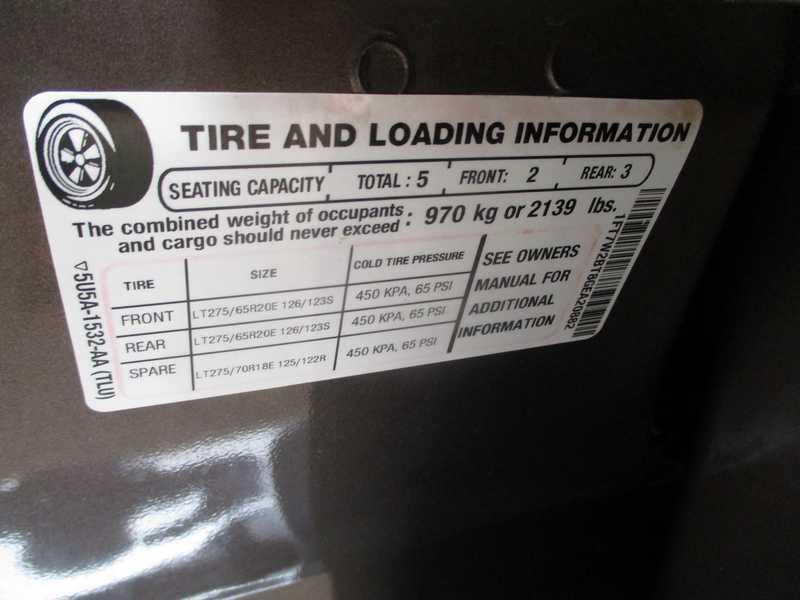 TIRE AND LOADING INFORMATION
SEATING CAPACITY TOTAL : 5 FRONT: 2 REAR: 3
The combined weight of occupants and cargo should never exceed : 970 kg or 2139 lbs.
TIRE SIZE COLD TIRE PRESSURE
FRONT LT275/65R20E 126/123S 450 KPA, 65 PSI
REAR LT275/65R20E 126/123S 450 KPA, 65 PSI
SPARE LT275/70R18E 125/122R 450 KPA, 65 PSI
SEE OWNERS
MANUAL FOR
ADDITIONAL
INFORMATION
5U5A-1532-AA (TLU)
1FT7W2BT8GEA20882